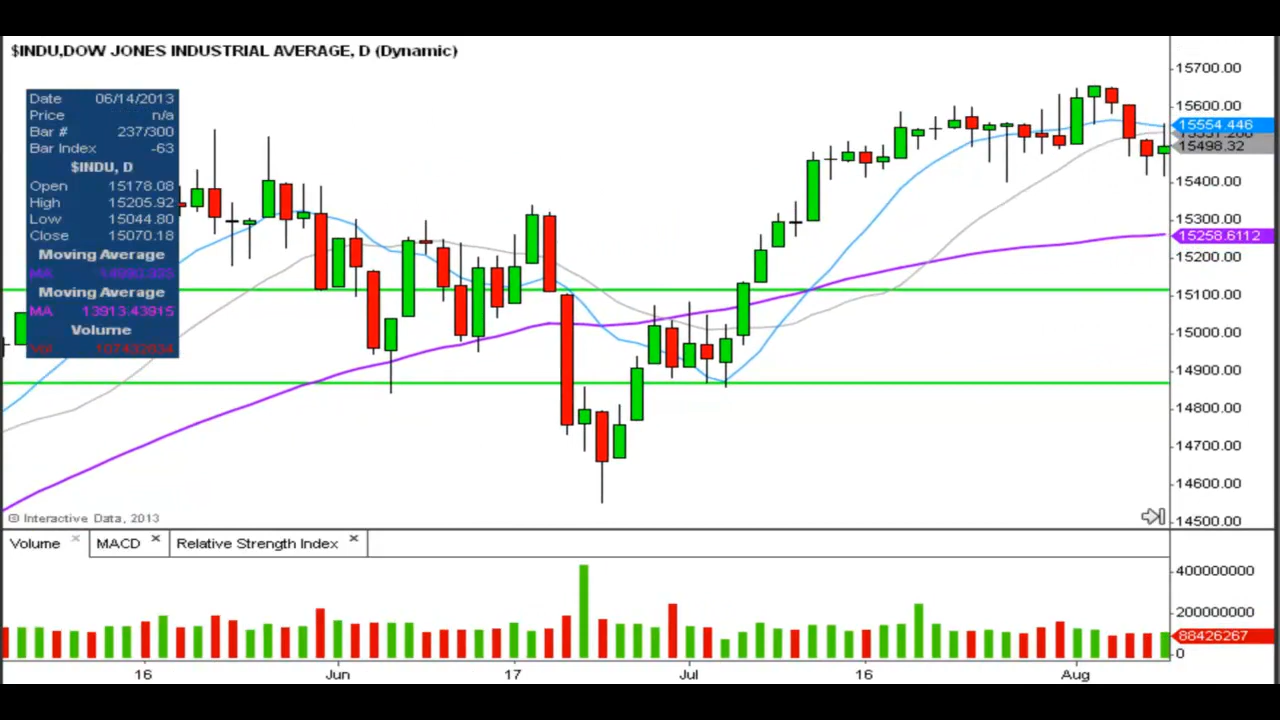 $INDU,DOW JONES INDUSTRIAL AVERAGE, D (Dynamic)
Date 06/14/2013
Price n/a
Bar # 237/300
Bar Index -63
$INDU, D
Open 15178.08
High 15205.92
Low 15044.80
Close 15070.18
Moving Average
MA
Moving Average
MA 13913.43915
Volume
Vol 107432634
15700.00
15600.00
15554.446
15498.32
15400.00
15300.00
15258.6112
15200.00
15100.00
15000.00
14900.00
14800.00
14700.00
14600.00
14500.00
© Interactive Data, 2013
Volume × MACD × Relative Strength Index ×
400000000
200000000
88426267
0
16 Jun 17 Jul 16 Aug